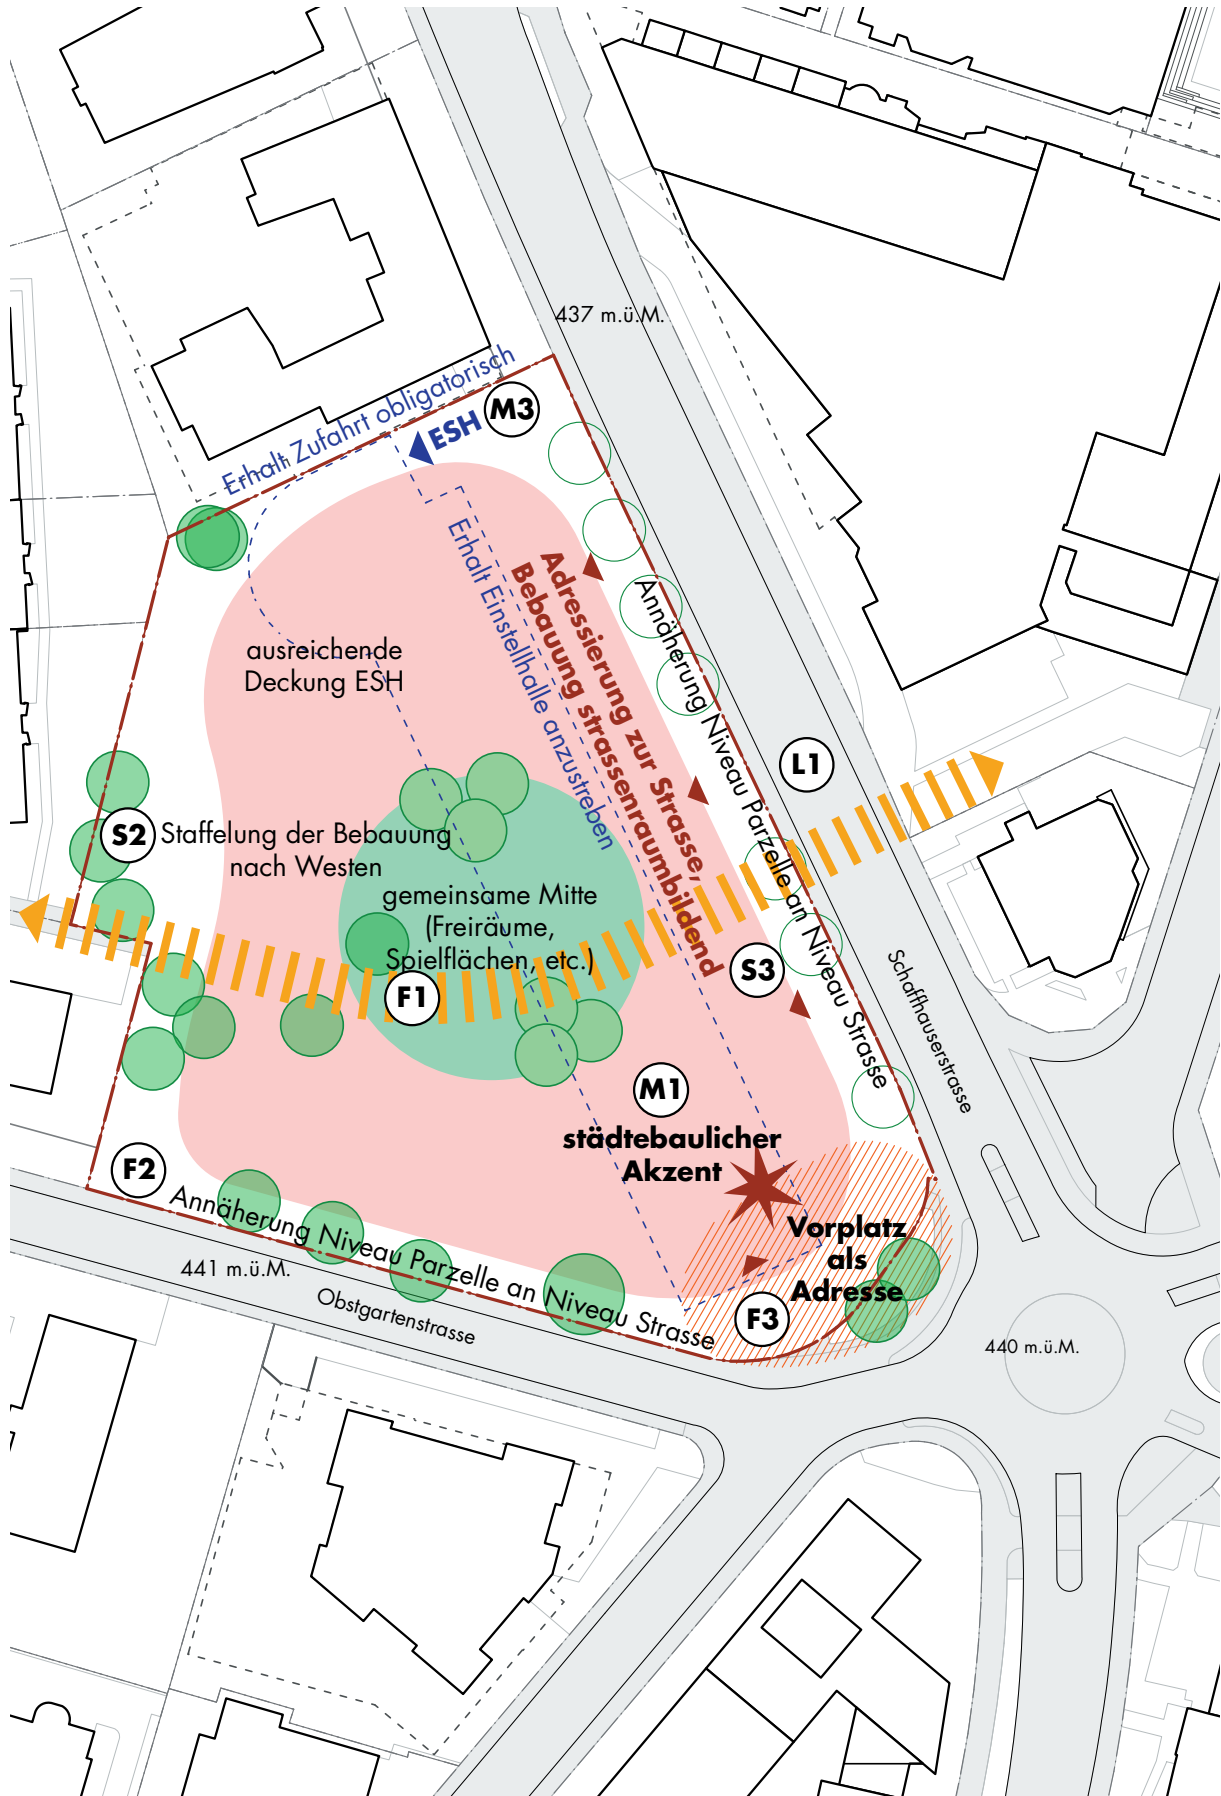 437 m.ü.M.
Erhalt Zufahrt obligatorisch
ESH
M3
Erhalt Einstellhalle anzustreben
Adressierung zur Strasse,
Bebauung strassenraumbildend
Annäherung Niveau Parzelle an Niveau Strasse
ausreichende
Deckung ESH
L1
S2
Staffelung der Bebauung
nach Westen
gemeinsame Mitte
(Freiräume,
Spielflächen, etc.)
F1
S3
Schaffhauserstrasse
M1
städtebaulicher
Akzent
F2
Annäherung Niveau Parzelle an Niveau Strasse
Vorplatz
als
Adresse
F3
441 m.ü.M.
Obstgartenstrasse
440 m.ü.M.